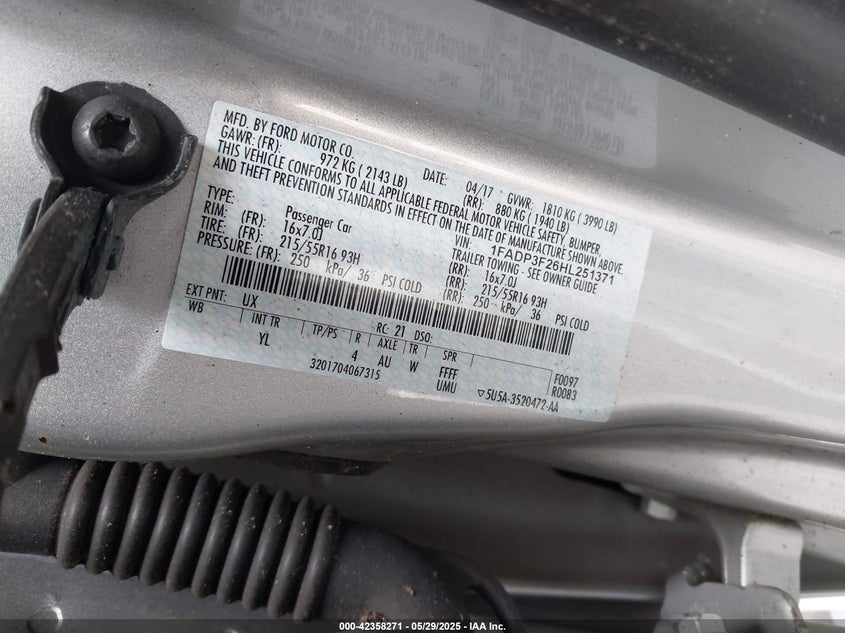 MFD. BY FORD MOTOR CO.
DATE: 04/17 GVWR: 1810 KG ( 3990 LB)
GAWR: (FR): 972 KG ( 2143 LB) (RR): 880 KG ( 1940 LB)
THIS VEHICLE CONFORMS TO ALL APPLICABLE FEDERAL MOTOR VEHICLE SAFETY, BUMPER,
AND THEFT PREVENTION STANDARDS IN EFFECT ON THE DATE OF MANUFACTURE SHOWN ABOVE.
VIN: 1FADP3F26HL251371
TYPE: Passenger Car TRAILER TOWING - SEE OWNER GUIDE
RIM: (FR): 16x7.0J (RR): 16x7.0J
TIRE: (FR): 215/55R16 93H (RR): 215/55R16 93H
PRESSURE: (FR): 250 kPa/ 36 PSI COLD (RR): 250 kPa/ 36 PSI COLD
EXT PNT: UX RC: 21 DSO:
WB INT TR TP/PS R AXLE TR SPR
YL 4 AU W FFFF F0097
3201704067315 UMU R0083
▽5U5A-3520472-AA
000-42358271 - 05/29/2025 - IAA Inc.